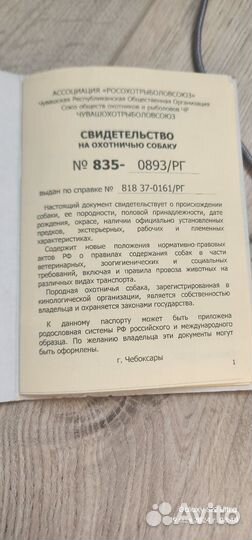 АССОЦИАЦИЯ «РОСОХОТРЫБОЛОВСОЮЗ»
Чувашская Республиканская Общественная Организация
Союз обществ охотников и рыболовов ЧР
ЧУВАШОХОТРЫБОЛОВСОЮЗ
СВИДЕТЕЛЬСТВО
НА ОХОТНИЧЬЮ СОБАКУ
№ 835- 0893/РГ
выдан по справке № 818 37-0161/РГ
Настоящий документ свидетельствует о происхождении
собаки, ее породности, половой принадлежности, дате
рождения, окрасе, наличии официально установленных
предков, экстерьерных, рабочих и племенных
характеристиках.
Содержит новые положения нормативно-правовых
актов РФ о правилах содержания собак в части
ветеринарных, зоогигиенических и социальных
требований, включая и правила провоза животных на
различных видах транспорта.
Породная охотничья собака, зарегистрированная в
кинологической организации, является собственностью
владельца и охраняется законами государства.
К данному паспорту может быть приложена
родословная системы РФ российского и международного
образца. По желанию владельца эти документы могут
быть оформлены.
г. Чебоксары
1
Avito